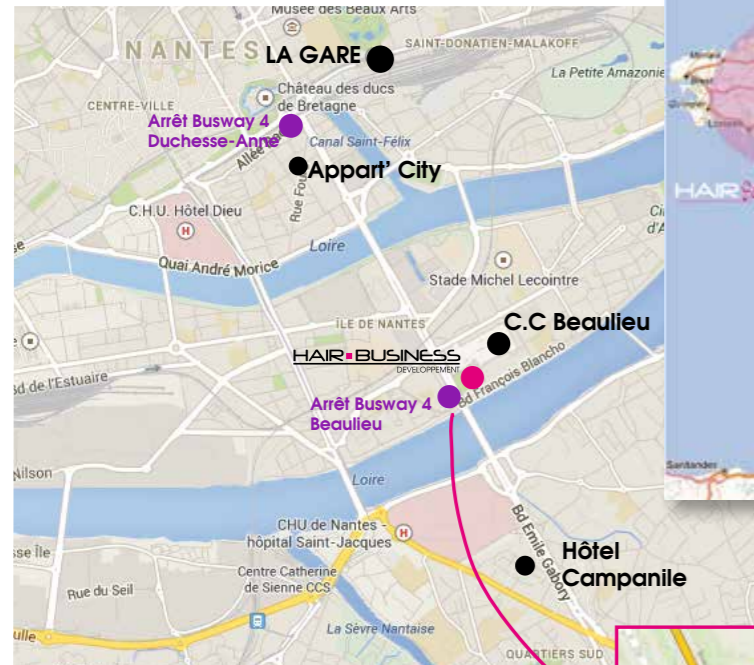 Musée des Beaux Arts
NANTES
LA GARE
SAINT-DONATIEN-MALAKOFF
La Petite Amazonie
Château des ducs
de Bretagne
CENTRE-VILLE
Arrêt Busway 4
Duchesse-Anne
Canal Saint-Félix
Appart' City
C.H.U. Hôtel Dieu
H
Loire
Quai André Morice
Stade Michel Lecointre
ÎLE DE NANTES
C.C Beaulieu
HAIR BUSINESS
DEVELOPPEMENT
Bd François Blancho
Arrêt Busway 4
Beaulieu
d de l'Estuaire
Nilson
Loire
CHU de Nantes -
hôpital Saint-Jacques
H
Bd Emile Gabory
Hôtel
Campanile
sse Île
Rue du Seil
Centre Catherine
de Sienne CCS
La Sèvre Nantaise
ulle
QUARTIERS SUD
HAIR
Brest
Santander